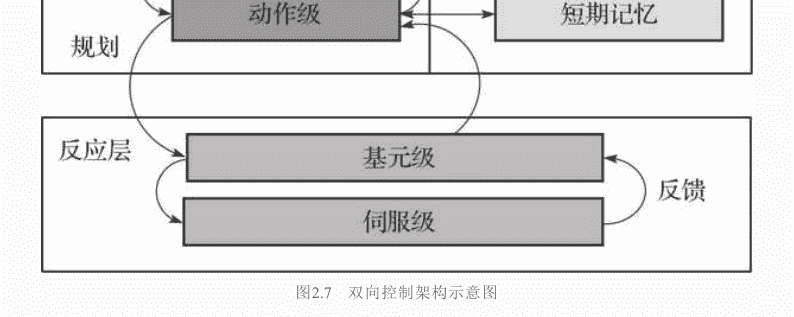 动作级
短期记忆
规划
反应层
基元级
反馈
伺服级
图2.7 双向控制架构示意图